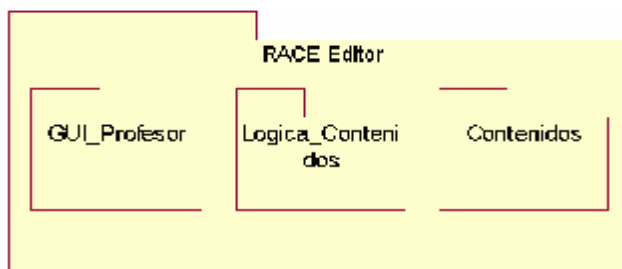 RACE Editor
GUI_Profesor
Logica_Conteni
dos
Contenidos